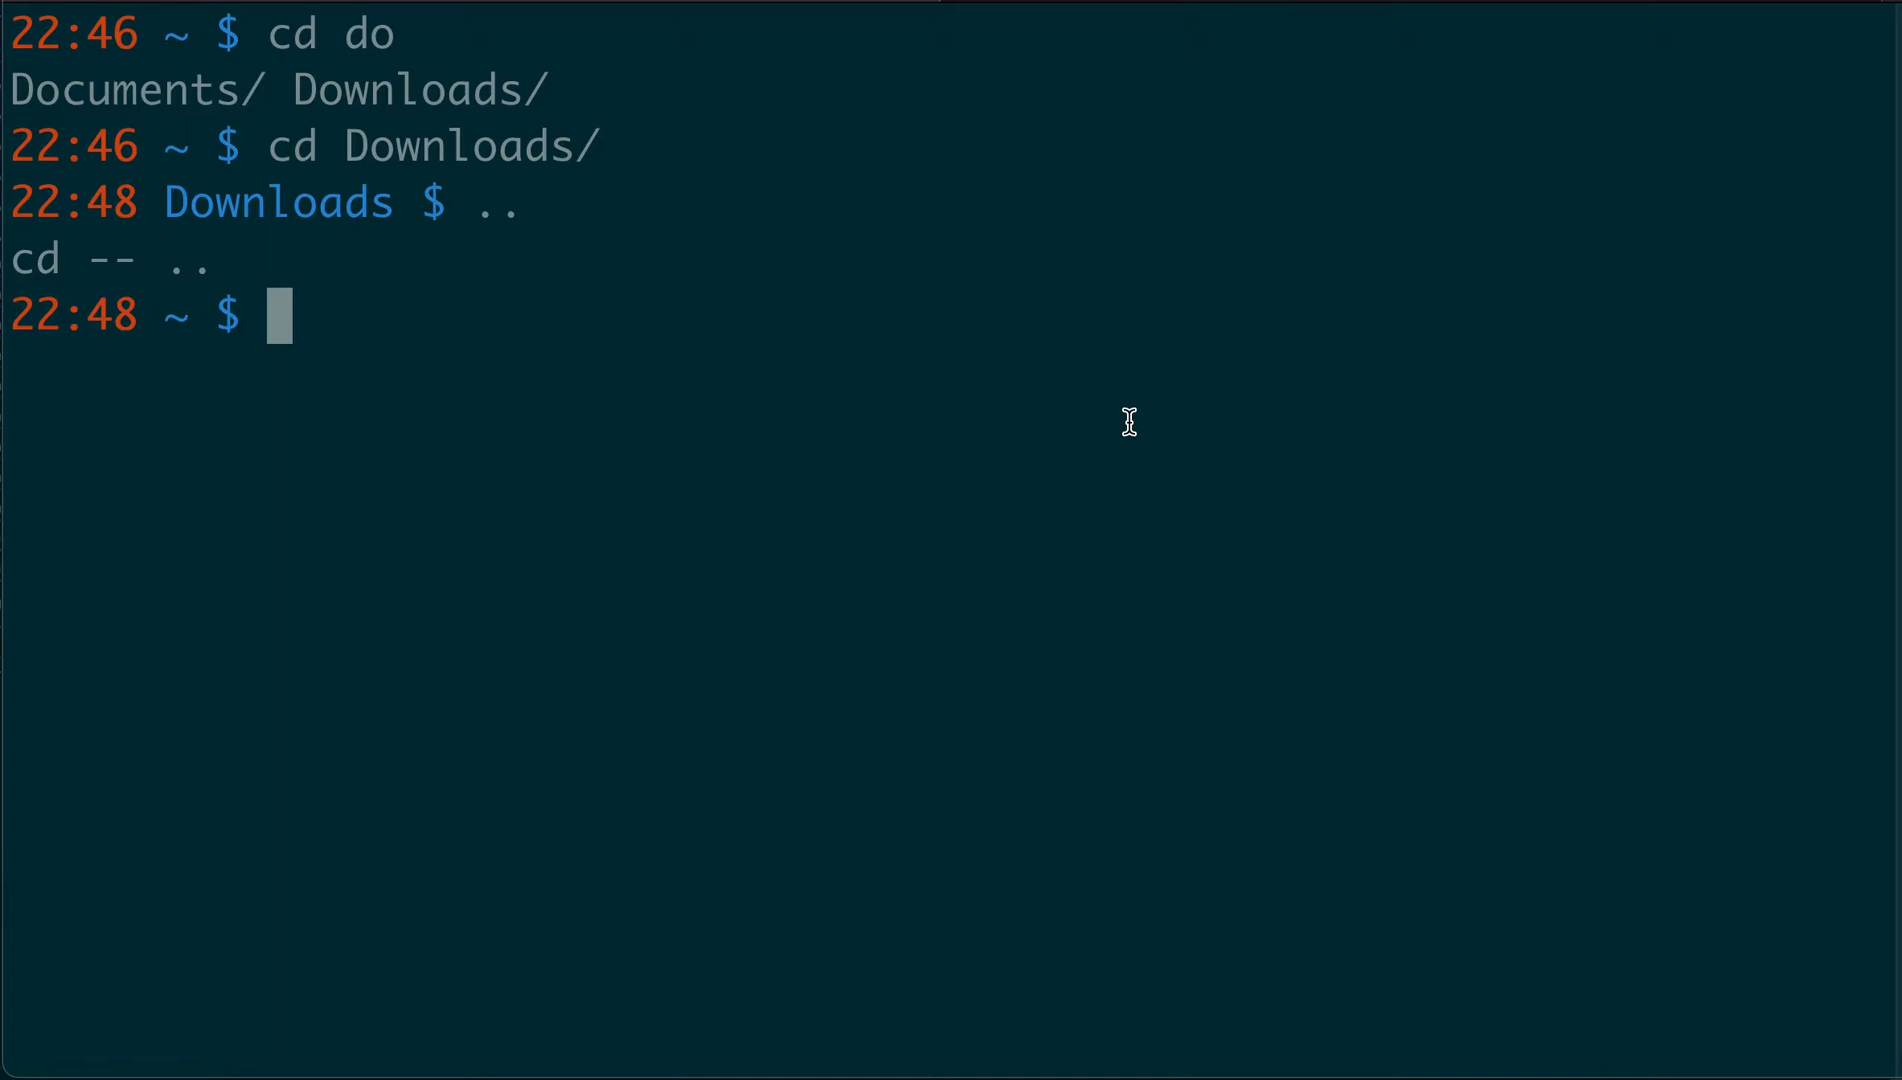 22:46 ~ $ cd do
Documents/ Downloads/
22:46 ~ $ cd Downloads/
22:48 Downloads $ ..
cd -- ..
22:48 ~ $